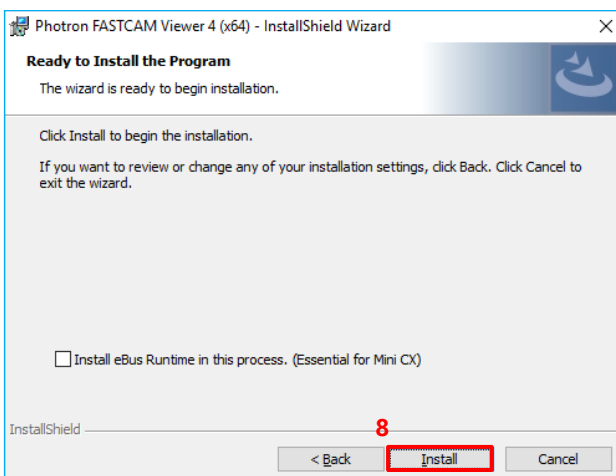 Photron FASTCAM Viewer 4 (x64) - InstallShield Wizard
Ready to Install the Program
The wizard is ready to begin installation.
Click Install to begin the installation.
If you want to review or change any of your installation settings, click Back. Click Cancel to
exit the wizard.
Install eBus Runtime in this process. (Essential for Mini CX)
InstallShield
8
< Back Install Cancel